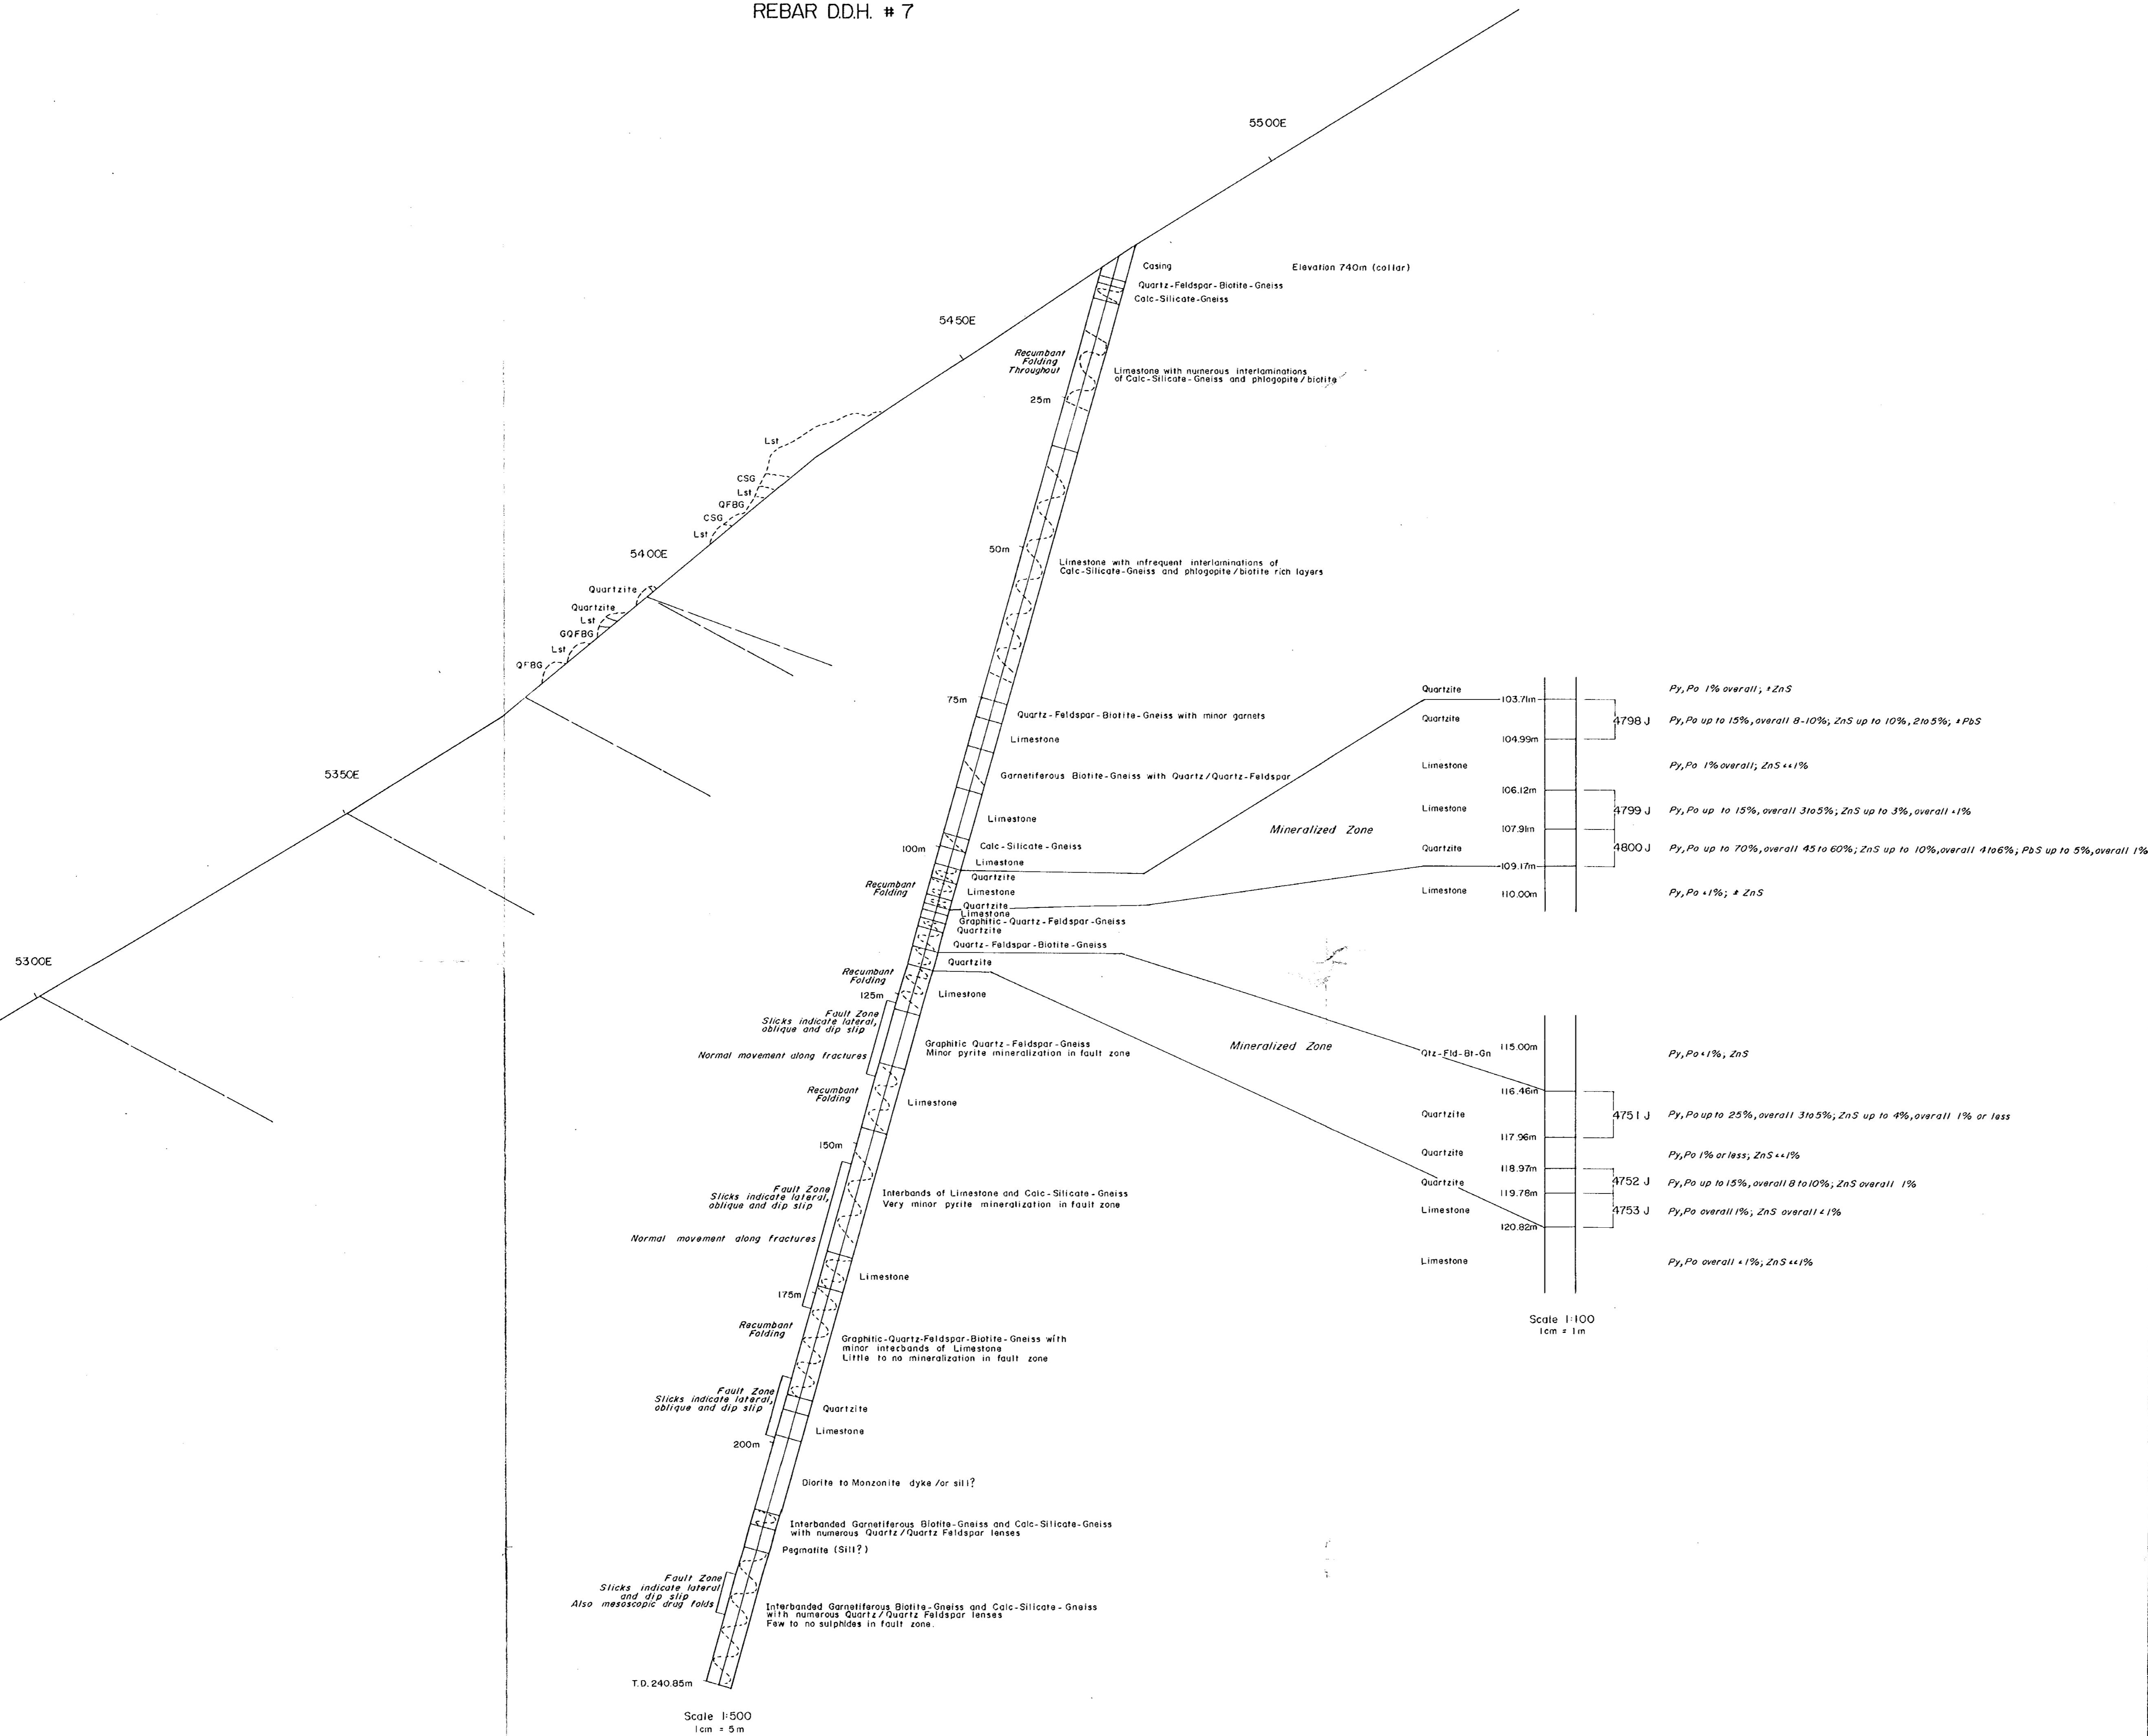 REBAR D.D.H. # 7
5500E
Casing
Elevation 740m (collar)
Quartz-Feldspar-Biotite-Gneiss
Calc-Silicate-Gneiss
5450E
Recumbant
Folding
Throughout
Limestone with numerous interlaminations
of Calc-Silicate-Gneiss and phlogopite/biotite
25m
Lst
CSG
Lst
QFBG
CSG
Lst
5400E
50m
Limestone with infrequent interlaminations of
Calc-Silicate-Gneiss and phlogopite/biotite rich layers
Quartzite
Quartzite
Lst
GQFBG
Lst
QFBG
75m
Quartz-Feldspar-Biotite-Gneiss with minor garnets
Limestone
5350E
Garnetiferous Biotite-Gneiss with Quartz/Quartz-Feldspar
Limestone
100m
Calc-Silicate-Gneiss
Limestone
Quartzite
Recumbant
Folding
Limestone
Quartzite
Limestone
Graphitic-Quartz-Feldspar-Gneiss
Quartzite
Quartz-Feldspar-Biotite-Gneiss
5300E
Quartzite
Recumbant
Folding
125m
Limestone
Fault Zone
Slicks indicate lateral,
oblique and dip slip
Normal movement along fractures
Graphitic Quartz-Feldspar-Gneiss
Minor pyrite mineralization in fault zone
Recumbant
Folding
Limestone
150m
Fault Zone
Slicks indicate lateral,
oblique and dip slip
Interbands of Limestone and Calc-Silicate-Gneiss
Very minor pyrite mineralization in fault zone
Normal movement along fractures
Limestone
175m
Recumbant
Folding
Graphitic-Quartz-Feldspar-Biotite-Gneiss with
minor interbands of Limestone
Little to no mineralization in fault zone
Fault Zone
Slicks indicate lateral,
oblique and dip slip
Quartzite
Limestone
200m
Diorite to Monzonite dyke/or sill?
Interbanded Garnetiferous Biotite-Gneiss and Calc-Silicate-Gneiss
with numerous Quartz/Quartz Feldspar lenses
Pegmatite (Sill?)
Fault Zone
Slicks indicate lateral
and dip slip
Also mesoscopic drug folds
Interbanded Garnetiferous Biotite-Gneiss and Calc-Silicate-Gneiss
with numerous Quartz/Quartz Feldspar lenses
Few to no sulphides in fault zone.
T.D. 240.85m
Scale 1:500
1cm = 5m
Mineralized Zone
Quartzite
Py,Po 1% overall; ±ZnS
103.71m
Quartzite
4798 J
Py,Po up to 15%, overall 8-10%; ZnS up to 10%, 2to5%; ±PbS
104.99m
Limestone
Py,Po 1% overall; ZnS <<1%
106.12m
Limestone
4799 J
Py,Po up to 15%, overall 3to5%; ZnS up to 3%, overall <1%
107.91m
Quartzite
4800 J
Py,Po up to 70%, overall 45 to 60%; ZnS up to 10%, overall 4to6%; PbS up to 5%, overall 1%
109.17m
Limestone
110.00m
Py,Po <1%; ± ZnS
Mineralized Zone
Qtz-Fld-Bt-Gn
115.00m
Py,Po <1%; ZnS
116.46m
Quartzite
4751 J
Py,Po up to 25%, overall 3to5%; ZnS up to 4%, overall 1% or less
117.96m
Quartzite
Py,Po 1% or less; ZnS <<1%
118.97m
Quartzite
4752 J
Py,Po up to 15%, overall 8 to 10%; ZnS overall 1%
119.78m
Limestone
4753 J
Py,Po overall 1%; ZnS overall <1%
120.82m
Limestone
Py,Po overall <1%; ZnS <<1%
Scale 1:100
1cm = 1m